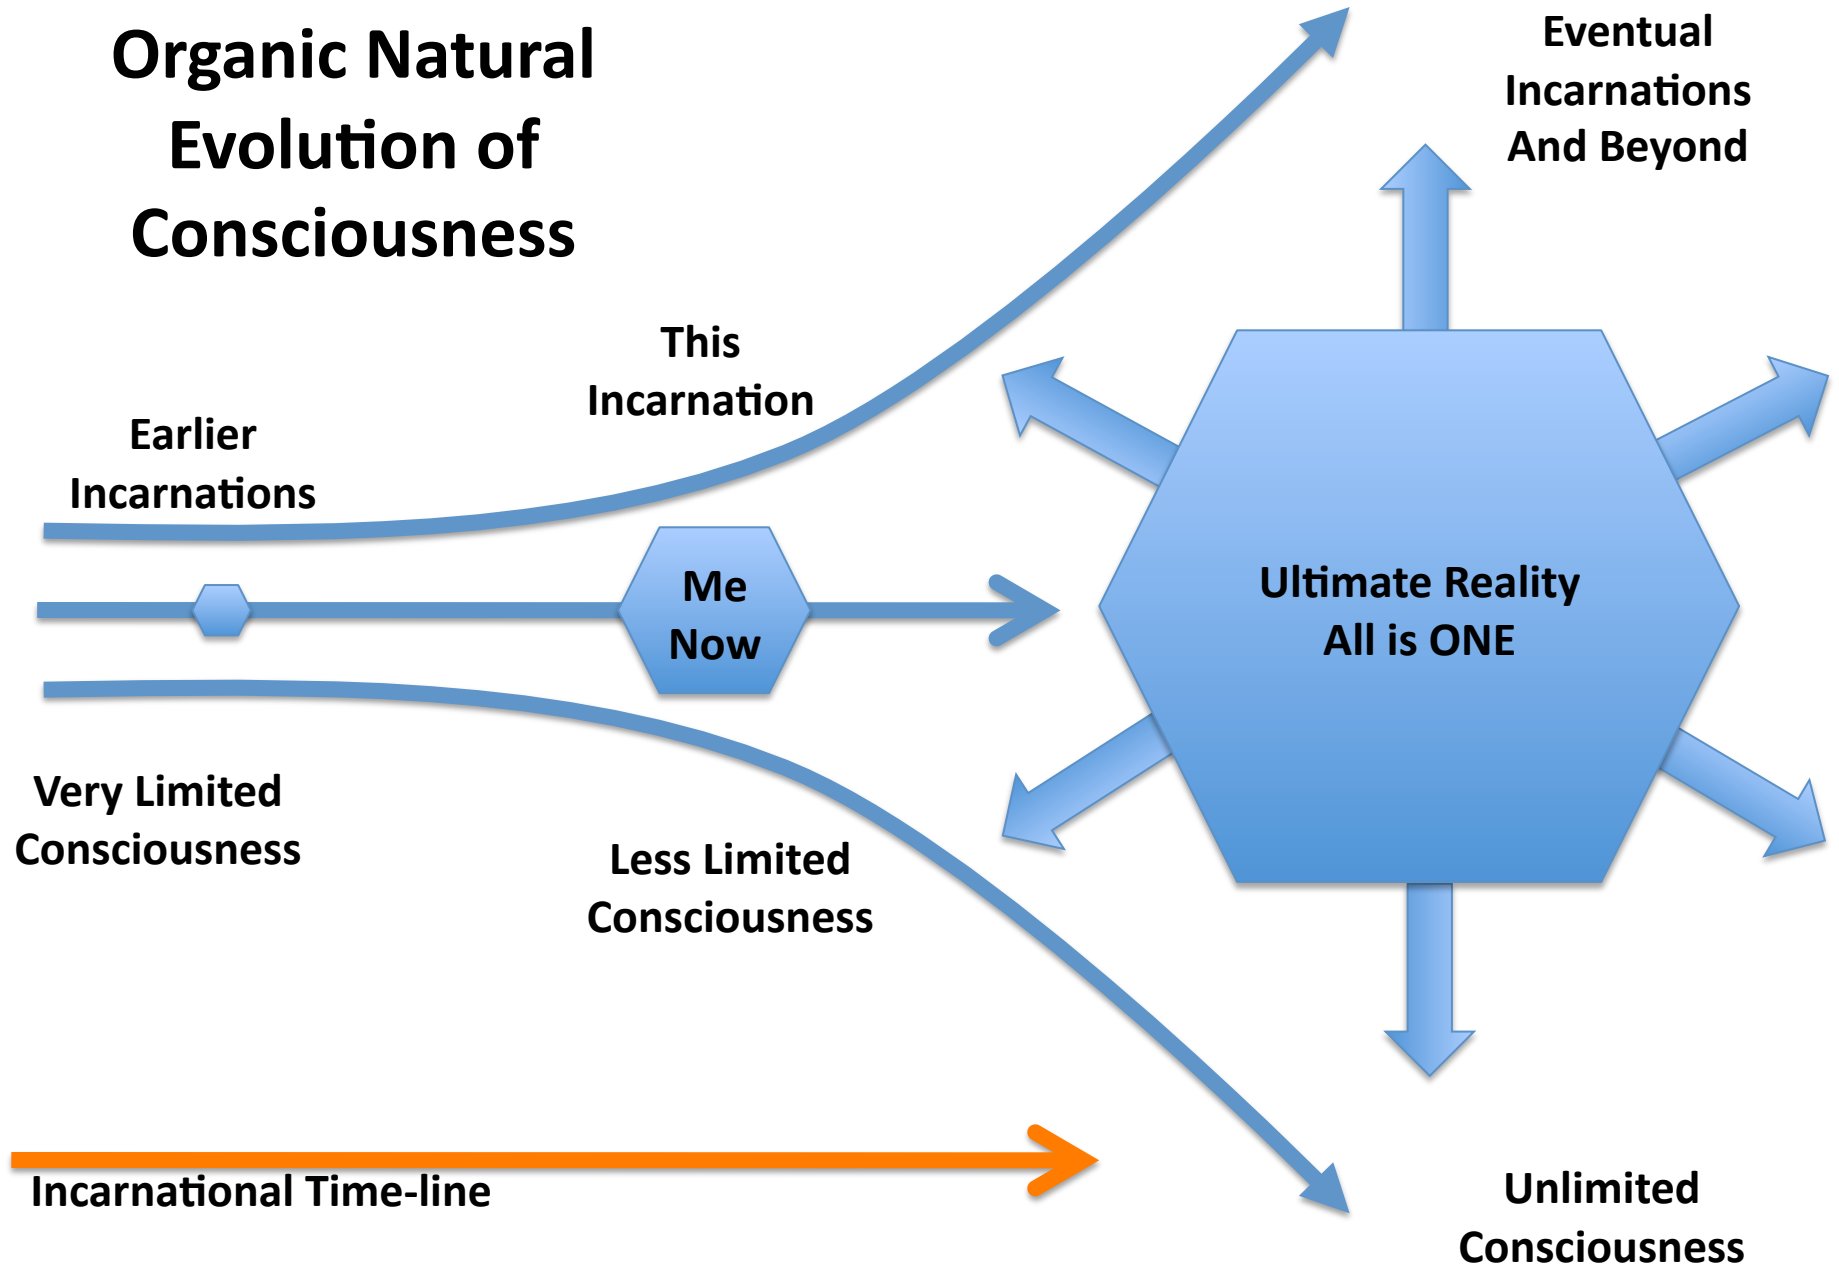 Organic Natural
Evolution of
Consciousness
Eventual
Incarnations
And Beyond
This
Incarnation
Earlier
Incarnations
Me
Now
Ultimate Reality
All is ONE
Very Limited
Consciousness
Less Limited
Consciousness
Incarnational Time-line
Unlimited
Consciousness